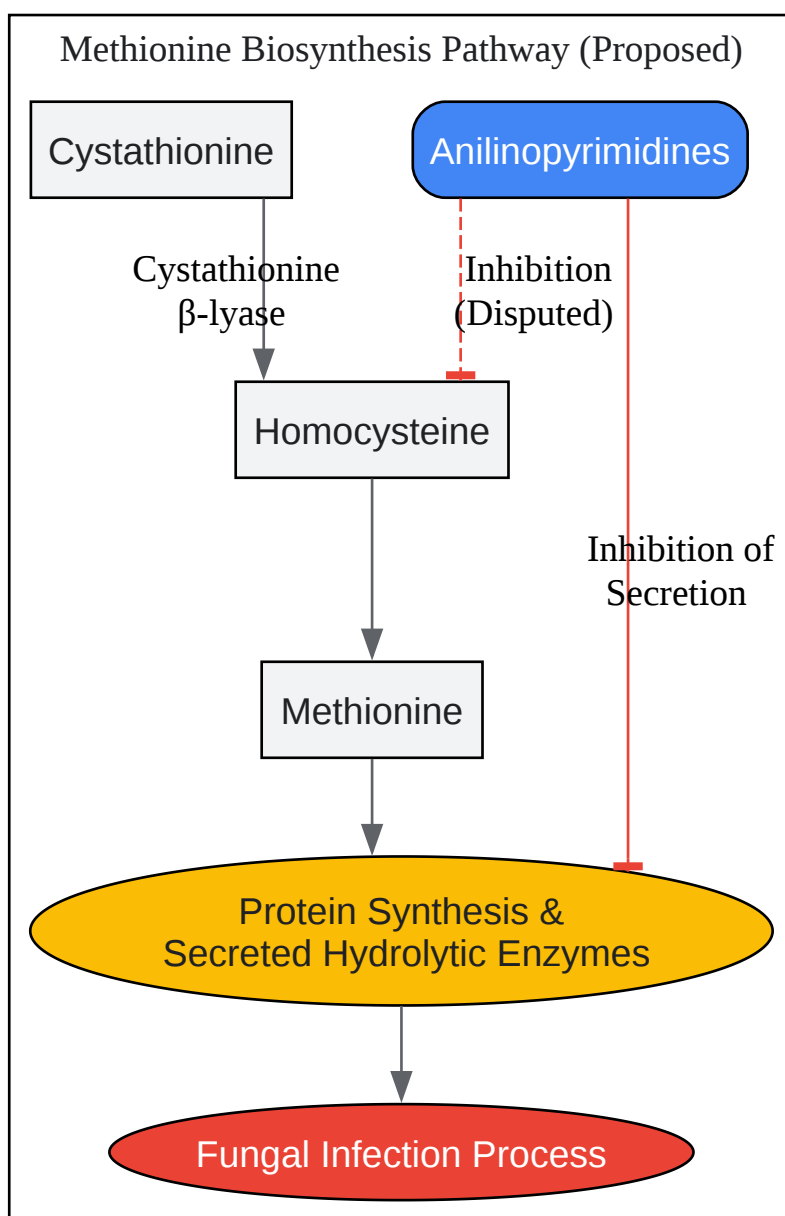 Methionine Biosynthesis Pathway (Proposed)
Cystathionine
Anilinopyrimidines
Cystathionine
β-lyase
Inhibition
(Disputed)
Homocysteine
Inhibition of
Secretion
Methionine
Protein Synthesis &
Secreted Hydrolytic Enzymes
Fungal Infection Process